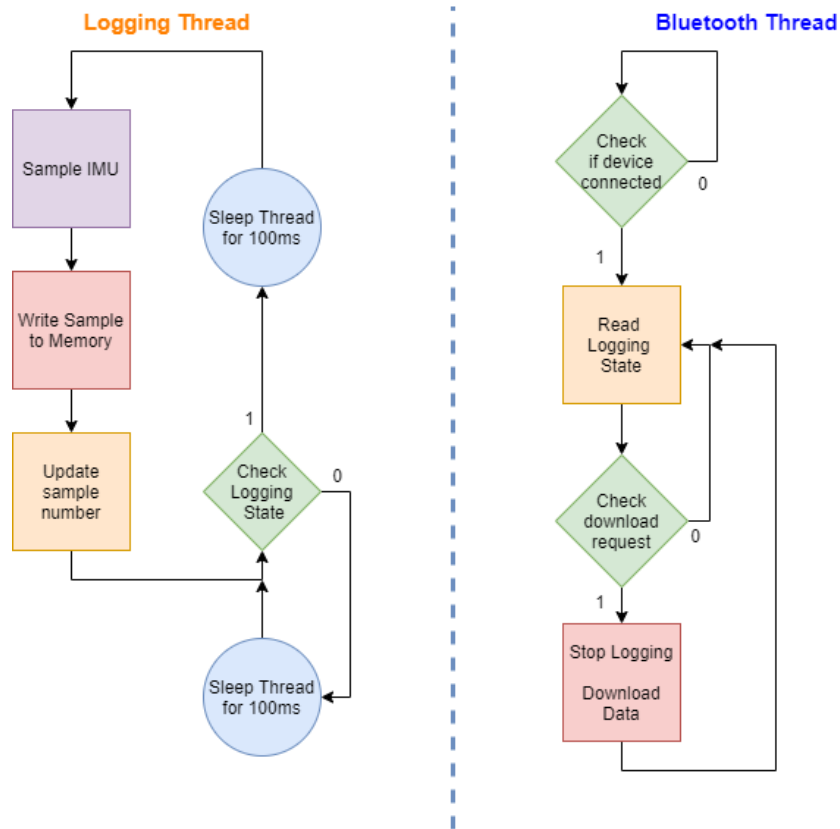 Logging Thread
Sample IMU
Write Sample
to Memory
Update
sample
number
Sleep Thread
for 100ms
1
Check
Logging
State
0
Sleep Thread
for 100ms
Bluetooth Thread
Check
if device
connected
0
1
Read
Logging
State
Check
download
request
0
1
Stop Logging
Download
Data